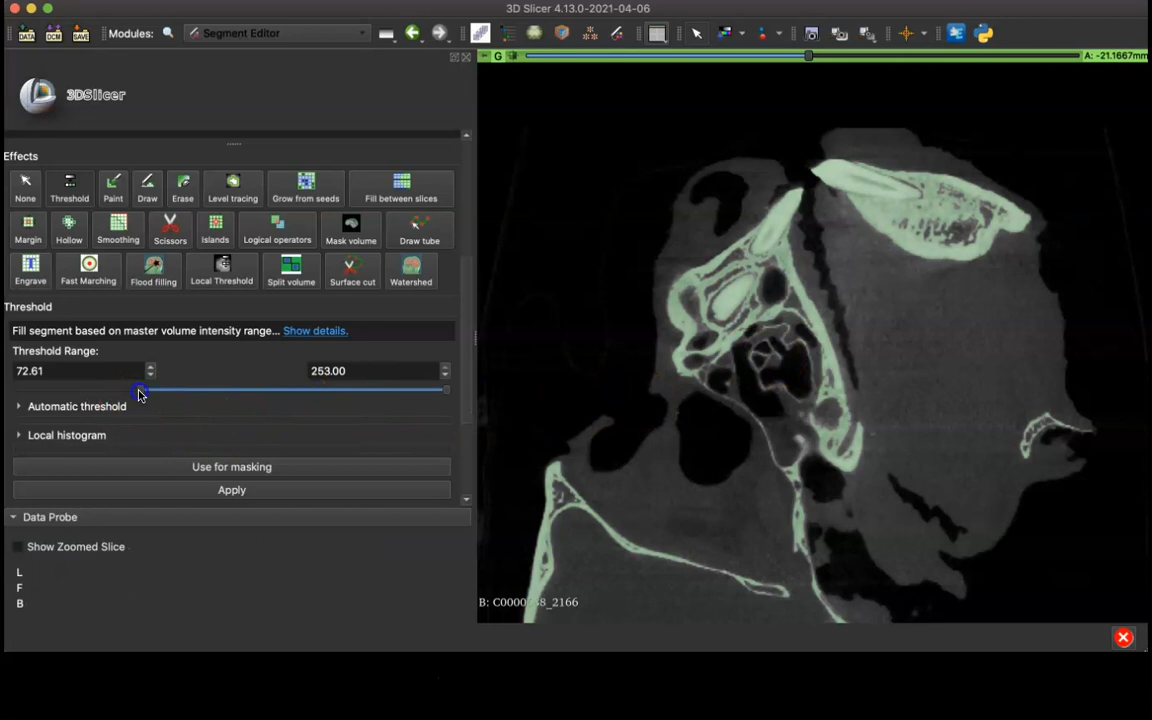 3D Slicer 4.13.0-2021-04-06
DATA DCM SAVE Modules: Segment Editor
G A: -21.1667mm
3DSlicer
Effects
None Threshold Paint Draw Erase Level tracing Grow from seeds Fill between slices
Margin Hollow Smoothing Scissors Islands Logical operators Mask volume Draw tube
Engrave Fast Marching Flood filling Local Threshold Split volume Surface cut Watershed
Threshold
Fill segment based on master volume intensity range... Show details.
Threshold Range:
72.61 253.00
Automatic threshold
Local histogram
Use for masking
Apply
Data Probe
Show Zoomed Slice
L
F
B